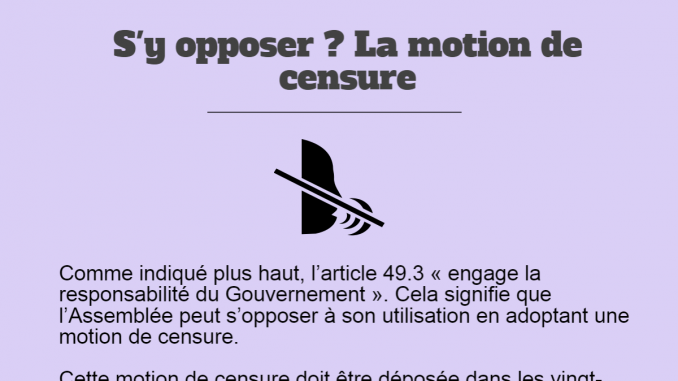 S'y opposer ? La motion de
censure
Comme indiqué plus haut, l'article 49.3 « engage la
responsabilité du Gouvernement ». Cela signifie que
l'Assemblée peut s'opposer à son utilisation en adoptant une
motion de censure.
Cette motion de censure doit être déposée dans les vingt-